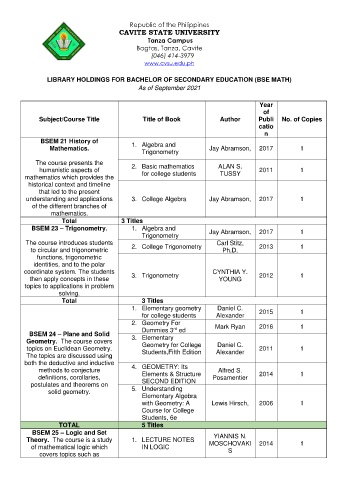 Republic of the Philippines
CAVITE STATE UNIVERSITY
Tanza Campus
Bagtas, Tanza, Cavite
(046) 414-3979
www.cvsu.edu.ph
LIBRARY HOLDINGS FOR BACHELOR OF SECONDARY EDUCATION (BSE MATH)
As of September 2021
Subject/Course Title
Title of Book
Author
Year
of
Publi
catio
n
No. of Copies
BSEM 21 History of
Mathematics.
The course presents the
humanistic aspects of
mathematics which provides the
historical context and timeline
that led to the present
understanding and applications
of the different branches of
mathematics.
1. Algebra and
Trigonometry
Jay Abramson,
2017
1
2. Basic mathematics
for college students
ALAN S.
TUSSY
2011
1
3. College Algebra
Jay Abramson,
2017
1
Total
3 Titles
BSEM 23 – Trigonometry.
The course introduces students
to circular and trigonometric
functions, trigonometric
identities, and to the polar
coordinate system. The students
then apply concepts in these
topics to applications in problem
solving.
1. Algebra and
Trigonometry
Jay Abramson,
2017
1
2. College Trigonometry
Carl Stitz,
Ph.D.
2013
1
3. Trigonometry
CYNTHIA Y.
YOUNG
2012
1
Total
3 Titles
BSEM 24 – Plane and Solid
Geometry. The course covers
topics on Euclidean Geometry.
The topics are discussed using
both the deductive and inductive
methods to conjecture
definitions, corollaries,
postulates and theorems on
solid geometry.
1. Elementary geometry
for college students
Daniel C.
Alexander
2015
1
2. Geometry For
Dummies 3rd ed
Mark Ryan
2016
1
3. Elementary
Geometry for College
Students,Fifth Edition
Daniel C.
Alexander
2011
1
4. GEOMETRY: Its
Elements & Structure
SECOND EDITION
Alfred S.
Posamentier
2014
1
5. Understanding
Elementary Algebra
with Geometry: A
Course for College
Students, 6e
Lewis Hirsch,
2006
1
TOTAL
5 Titles
BSEM 25 – Logic and Set
Theory. The course is a study
of mathematical logic which
covers topics such as
1. LECTURE NOTES
IN LOGIC
YIANNIS N.
MOSCHOVAKI
S
2014
1